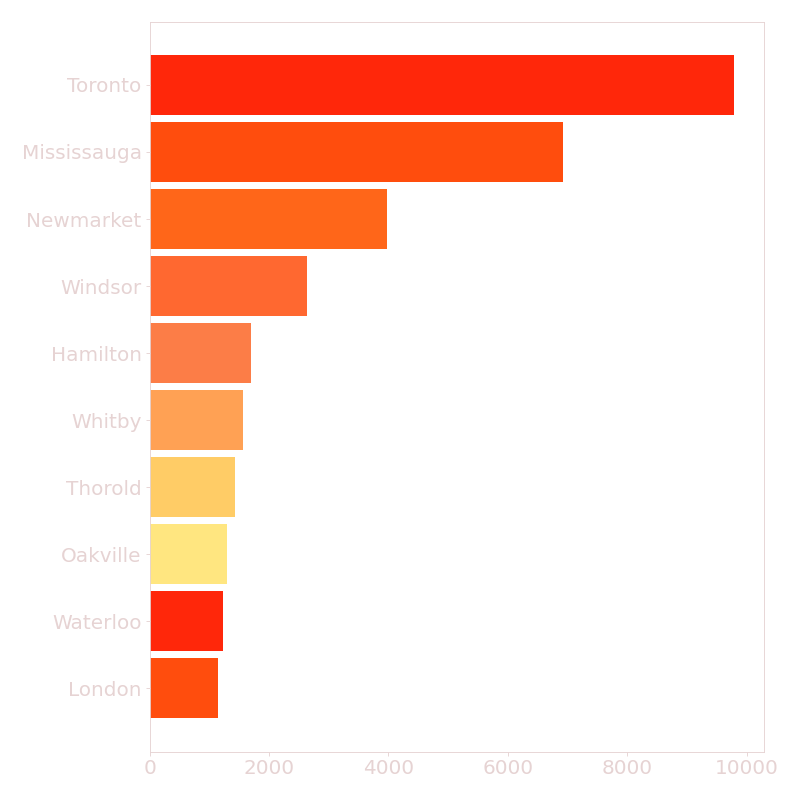 Toronto
Mississauga
Newmarket
Windsor
Hamilton
Whitby
Thorold
Oakville
Waterloo
London
0 2000 4000 6000 8000 10000